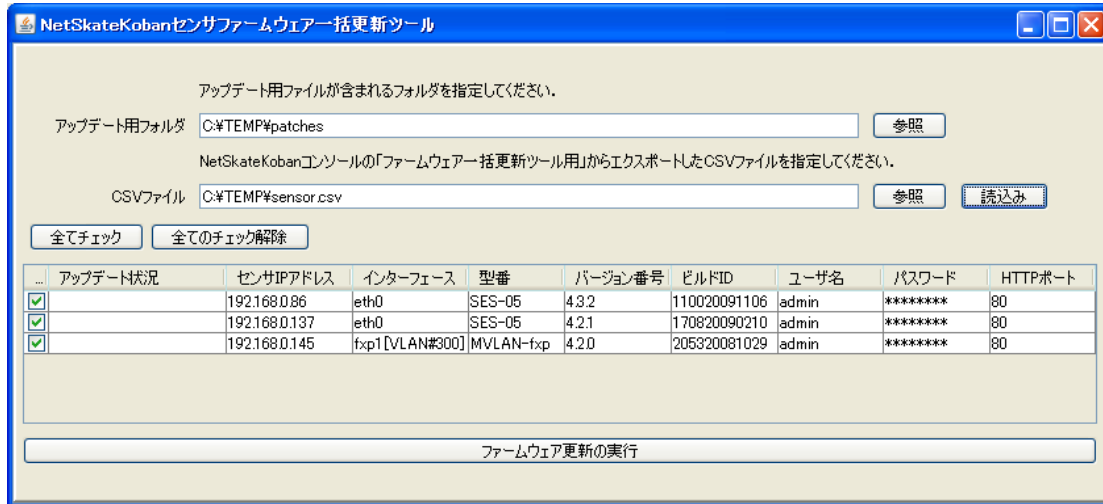 NetSkateKobanセンサファームウェア一括更新ツール
アップデート用ファイルが含まれるフォルダを指定してください.
アップデート用フォルダ C:¥TEMP¥patches 参照
NetSkateKobanコンソールの「ファームウェア一括更新ツール用」からエクスポートしたCSVファイルを指定してください.
CSVファイル C:¥TEMP¥sensor.csv 参照 読込み
全てチェック 全てのチェック解除
... アップデート状況 センサIPアドレス インターフェース 型番 バージョン番号 ビルドID ユーザ名 パスワード HTTPポート
192.168.0.86 eth0 SES-05 4.3.2 110020091106 admin ******** 80
192.168.0.137 eth0 SES-05 4.2.1 170820090210 admin ******** 80
192.168.0.145 fxp1[VLAN#300] MVLAN-fxp 4.2.0 205320081029 admin ******** 80
ファームウェア更新の実行